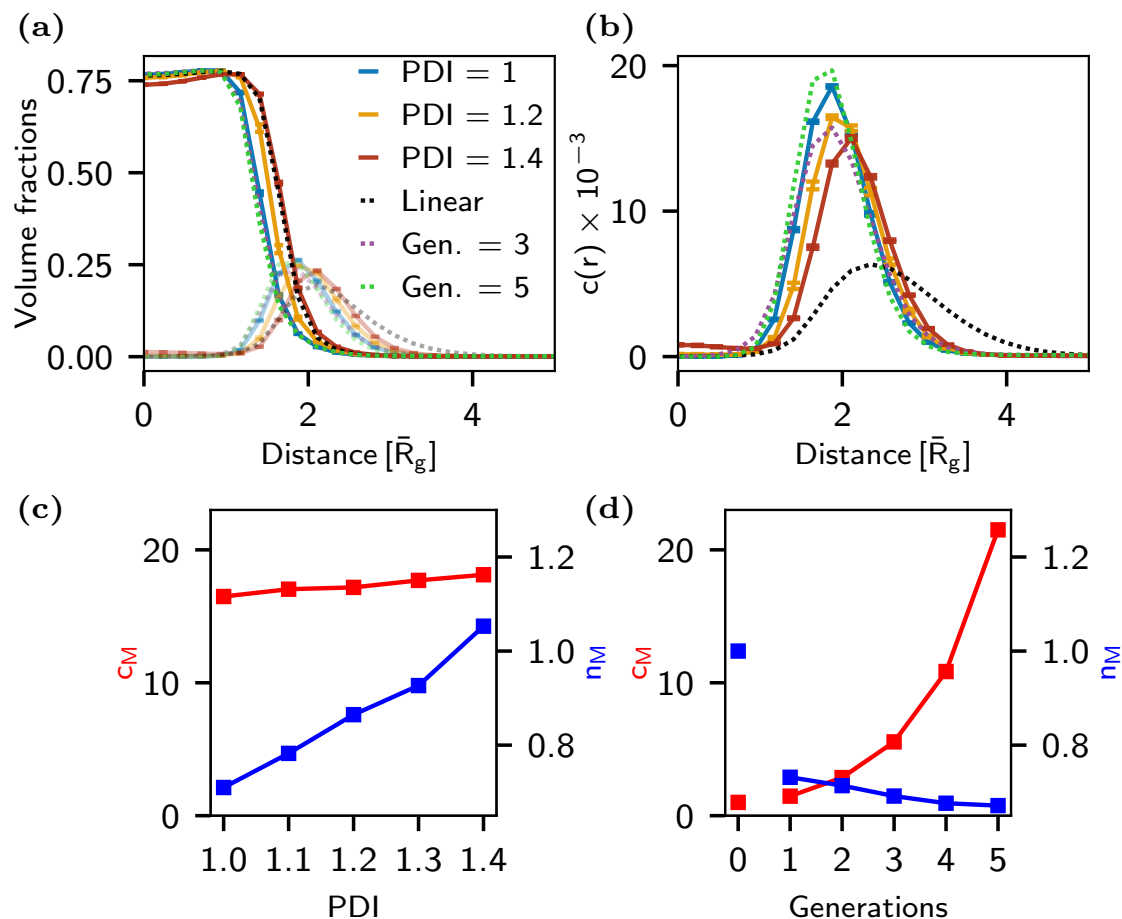 (a)
Volume fractions
0.75
0.50
0.25
0.00
0 2 4
Distance [R̄g]
PDI = 1
PDI = 1.2
PDI = 1.4
Linear
Gen. = 3
Gen. = 5
(b)
c(r) × 10⁻³
20
10
0
0 2 4
Distance [R̄g]
(c)
cM
20
10
0
1.2
1.0
0.8
nM
1.0 1.1 1.2 1.3 1.4
PDI
(d)
cM
20
10
0
1.2
1.0
0.8
nM
0 1 2 3 4 5
Generations